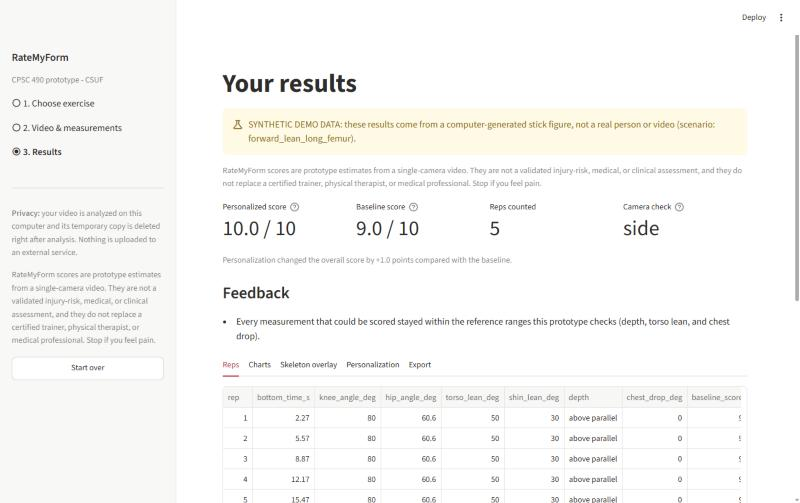 Deploy
RateMyForm
CPSC 490 prototype - CSUF
1. Choose exercise
2. Video & measurements
3. Results
Privacy: your video is analyzed on this
computer and its temporary copy is deleted
right after analysis. Nothing is uploaded to
an external service.
RateMyForm scores are prototype estimates
from a single-camera video. They are not a
validated injury-risk, medical, or clinical
assessment, and they do not replace a
certified trainer, physical therapist, or
medical professional. Stop if you feel pain.
Start over
Your results
SYNTHETIC DEMO DATA: these results come from a computer-generated stick figure, not a real person or video (scenario:
forward_lean_long_femur).
RateMyForm scores are prototype estimates from a single-camera video. They are not a validated injury-risk, medical, or clinical assessment, and they do
not replace a certified trainer, physical therapist, or medical professional. Stop if you feel pain.
Personalized score Baseline score Reps counted Camera check
10.0 / 10 9.0 / 10 5 side
Personalization changed the overall score by +1.0 points compared with the baseline.
Feedback
• Every measurement that could be scored stayed within the reference ranges this prototype checks (depth, torso lean, and chest
drop).
Reps Charts Skeleton overlay Personalization Export
rep bottom_time_s knee_angle_deg hip_angle_deg torso_lean_deg shin_lean_deg depth chest_drop_deg baseline_score
1 2.27 80 60.6 50 30 above parallel 0
2 5.57 80 60.6 50 30 above parallel 0
3 8.87 80 60.6 50 30 above parallel 0
4 12.17 80 60.6 50 30 above parallel 0
5 15.47 80 60.6 50 30 above parallel 0